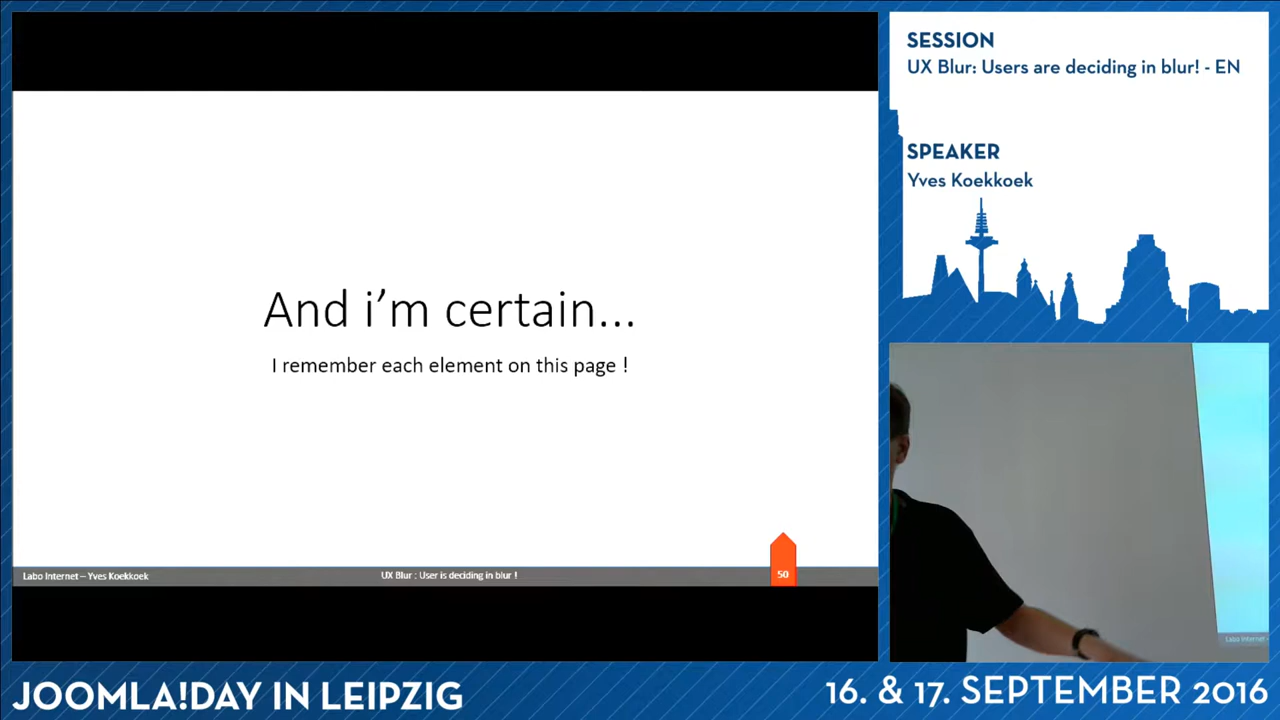 SESSION
UX Blur: Users are deciding in blur! - EN
SPEAKER
Yves Koekkoek
And i’m certain...
I remember each element on this page !
Labo Internet – Yves Koekkoek
UX Blur : User is deciding in blur !
50
Labo Internet -
JOOMLA!DAY IN LEIPZIG
16. & 17. SEPTEMBER 2016